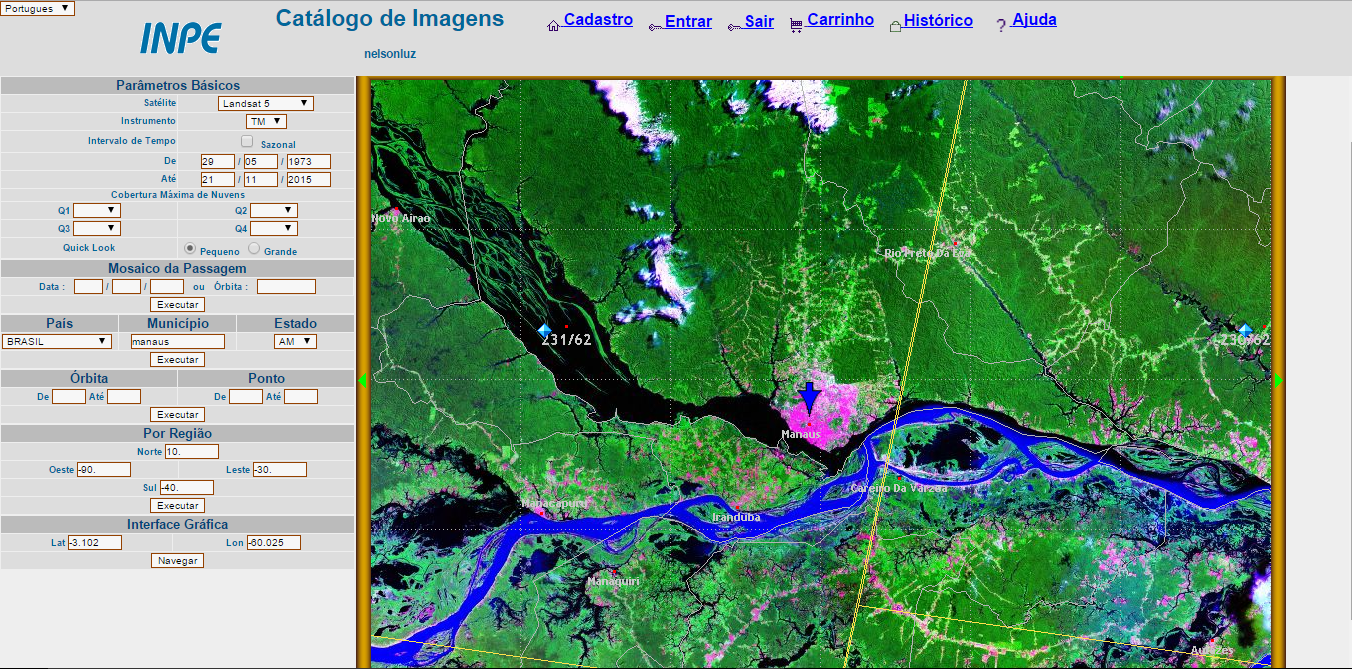 Portugues
INPE
Catálogo de Imagens
nelsonluz
Cadastro Entrar Sair Carrinho Histórico ? Ajuda
Parâmetros Básicos
Satélite Landsat 5
Instrumento TM
Intervalo de Tempo Sazonal
De 29 / 05 / 1973
Até 21 / 11 / 2015
Cobertura Máxima de Nuvens
Q1 Q2
Q3 Q4
Quick Look Pequeno Grande
Mosaico da Passagem
Data : / / ou Órbita :
Executar
País Município Estado
BRASIL manaus AM
Executar
Órbita Ponto
De Até De Até
Executar
Por Região
Norte 10.
Oeste -90. Leste -30.
Sul -40.
Executar
Interface Gráfica
Lat -3.102 Lon -60.025
Navegar
Novo Airao
Rio Preto Da Eva
231/62
230/62
Manaus
Careiro Da Varzea
Manacapuru
Iranduba
Manaquiri
Autazes